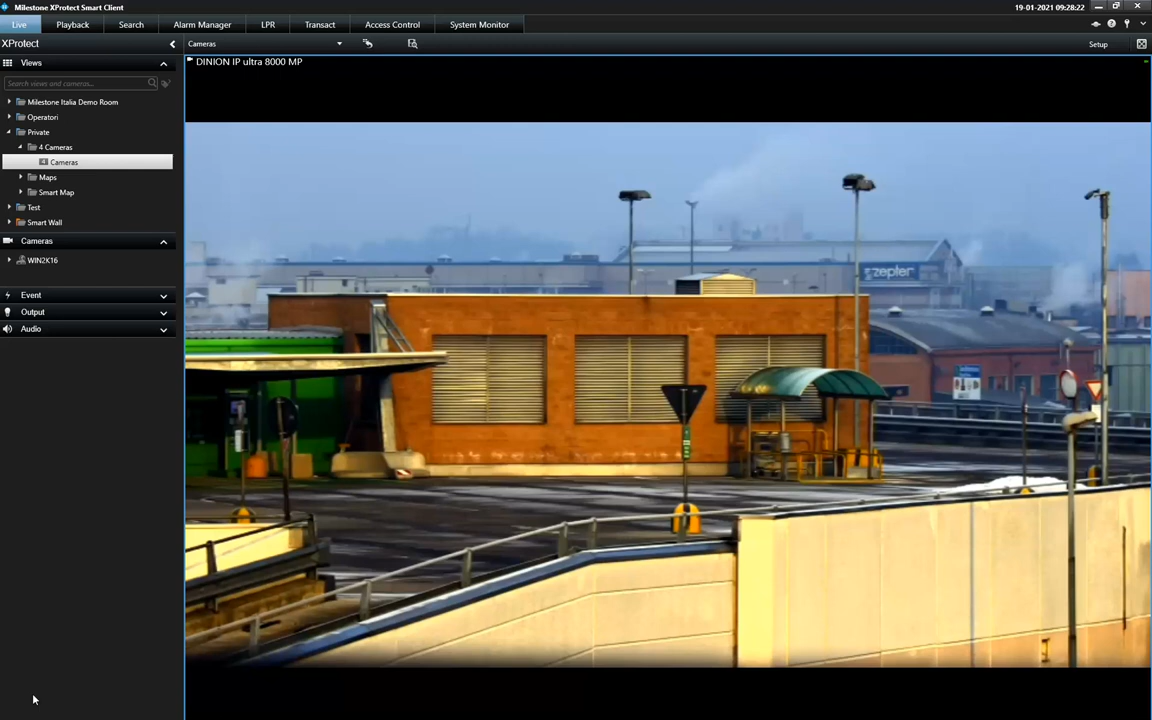 Milestone XProtect Smart Client
19-01-2021 09:28:22
Live
Playback
Search
Alarm Manager
LPR
Transact
Access Control
System Monitor
XProtect
Cameras
Setup
Views
DINION IP ultra 8000 MP
Search views and cameras...
Milestone Italia Demo Room
Operatori
Private
4 Cameras
4 Cameras
Maps
Smart Map
Test
Smart Wall
Cameras
WIN2K16
Event
Output
Audio
zepler